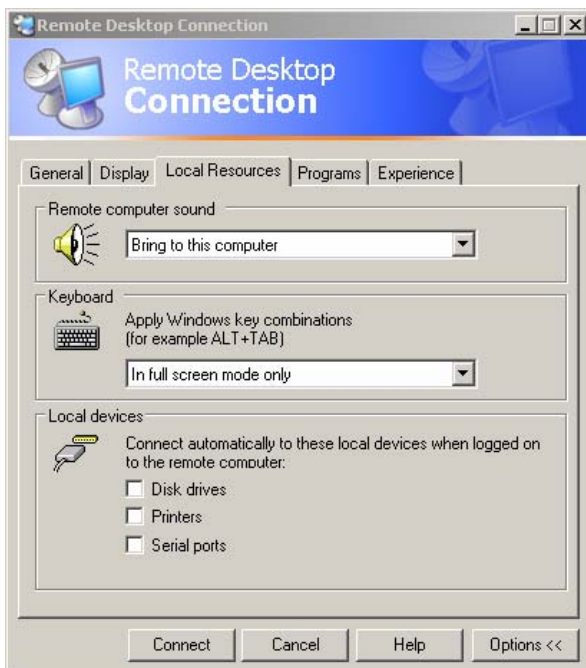 Remote Desktop Connection
Remote Desktop
Connection
General Display Local Resources Programs Experience
Remote computer sound
Bring to this computer
Keyboard
Apply Windows key combinations
(for example ALT+TAB)
In full screen mode only
Local devices
Connect automatically to these local devices when logged on
to the remote computer:
Disk drives
Printers
Serial ports
Connect Cancel Help Options <<